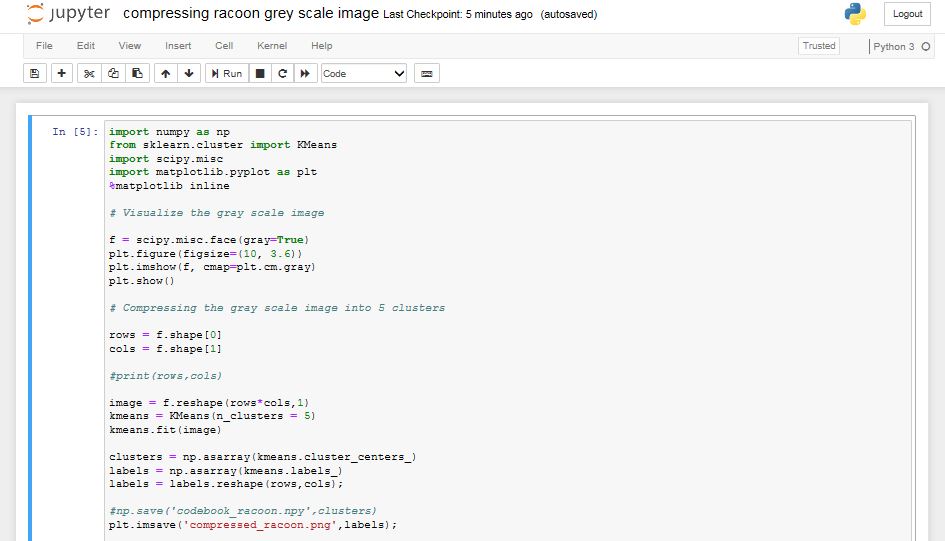 jupyter compressing racoon grey scale image Last Checkpoint: 5 minutes ago (autosaved)
Logout
File Edit View Insert Cell Kernel Help
Trusted
Python 3
Run
Code
In [5]:
import numpy as np
from sklearn.cluster import KMeans
import scipy.misc
import matplotlib.pyplot as plt
%matplotlib inline
# Visualize the gray scale image
f = scipy.misc.face(gray=True)
plt.figure(figsize=(10, 3.6))
plt.imshow(f, cmap=plt.cm.gray)
plt.show()
# Compressing the gray scale image into 5 clusters
rows = f.shape[0]
cols = f.shape[1]
#print(rows,cols)
image = f.reshape(rows*cols,1)
kmeans = KMeans(n_clusters = 5)
kmeans.fit(image)
clusters = np.asarray(kmeans.cluster_centers_)
labels = np.asarray(kmeans.labels_)
labels = labels.reshape(rows,cols);
#np.save('codebook_racoon.npy',clusters)
plt.imsave('compressed_racoon.png',labels);